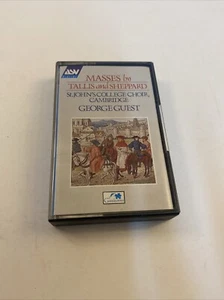 ASV
MASSES by
TALLIS and SHEPPARD
ST. JOHN'S COLLEGE CHOIR,
CAMBRIDGE
GEORGE GUEST